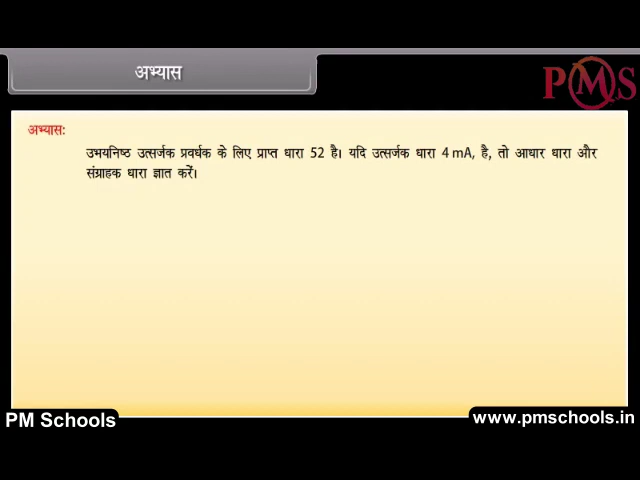 अभ्यास
PMS
अभ्यासः
उभयनिष्ठ उत्सर्जक प्रवर्धक के लिए प्राप्त धारा 52 है। यदि उत्सर्जक धारा 4 mA, है, तो आधार धारा और
संग्राहक धारा ज्ञात करें।
PM Schools
www.pmschools.in